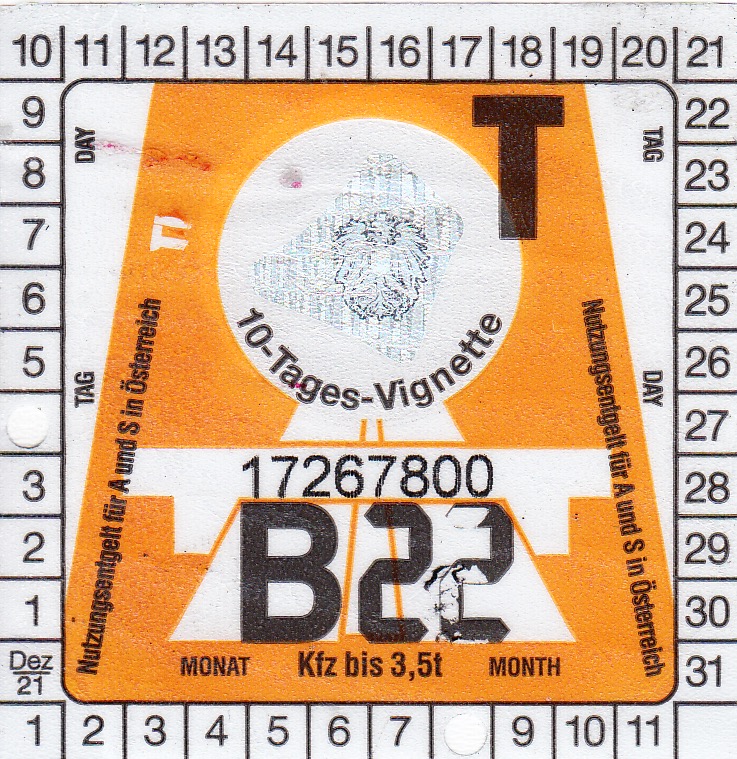 10 11 12 13 14 15 16 17 18 19 20 21
9 22
8 23
7 24
6 25
5 26
27
3 28
2 29
1 30
Dez
21
31
1 2 3 4 5 6 7 9 10 11
DAY
TAG
T
TAG
DAY
10-Tages-Vignette
Nutzungsentgelt für A und S in Österreich
Nutzungsentgelt für A und S in Österreich
17267800
B22
MONAT Kfz bis 3,5t MONTH